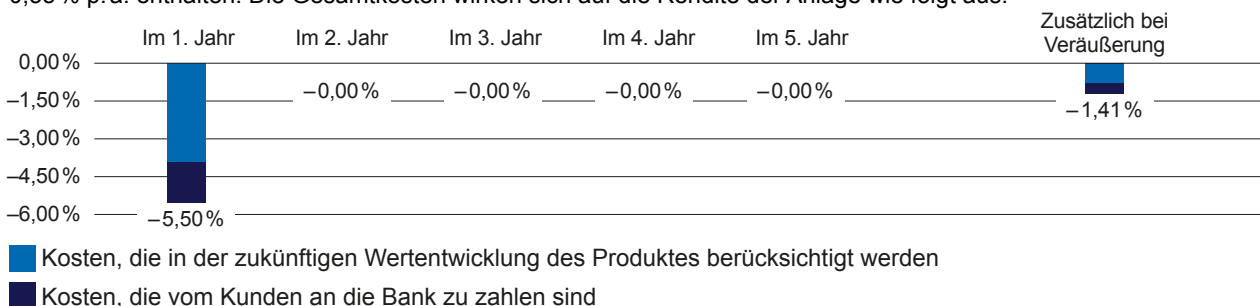 Im 1. Jahr Im 2. Jahr Im 3. Jahr Im 4. Jahr Im 5. Jahr Zusätzlich bei
Veräußerung
0,00 %
–0,00 % –0,00 % –0,00 % –0,00 %
–1,50 %
–1,41 %
–3,00 %
–4,50 %
–6,00 %
–5,50 %
Kosten, die in der zukünftigen Wertentwicklung des Produktes berücksichtigt werden
Kosten, die vom Kunden an die Bank zu zahlen sind